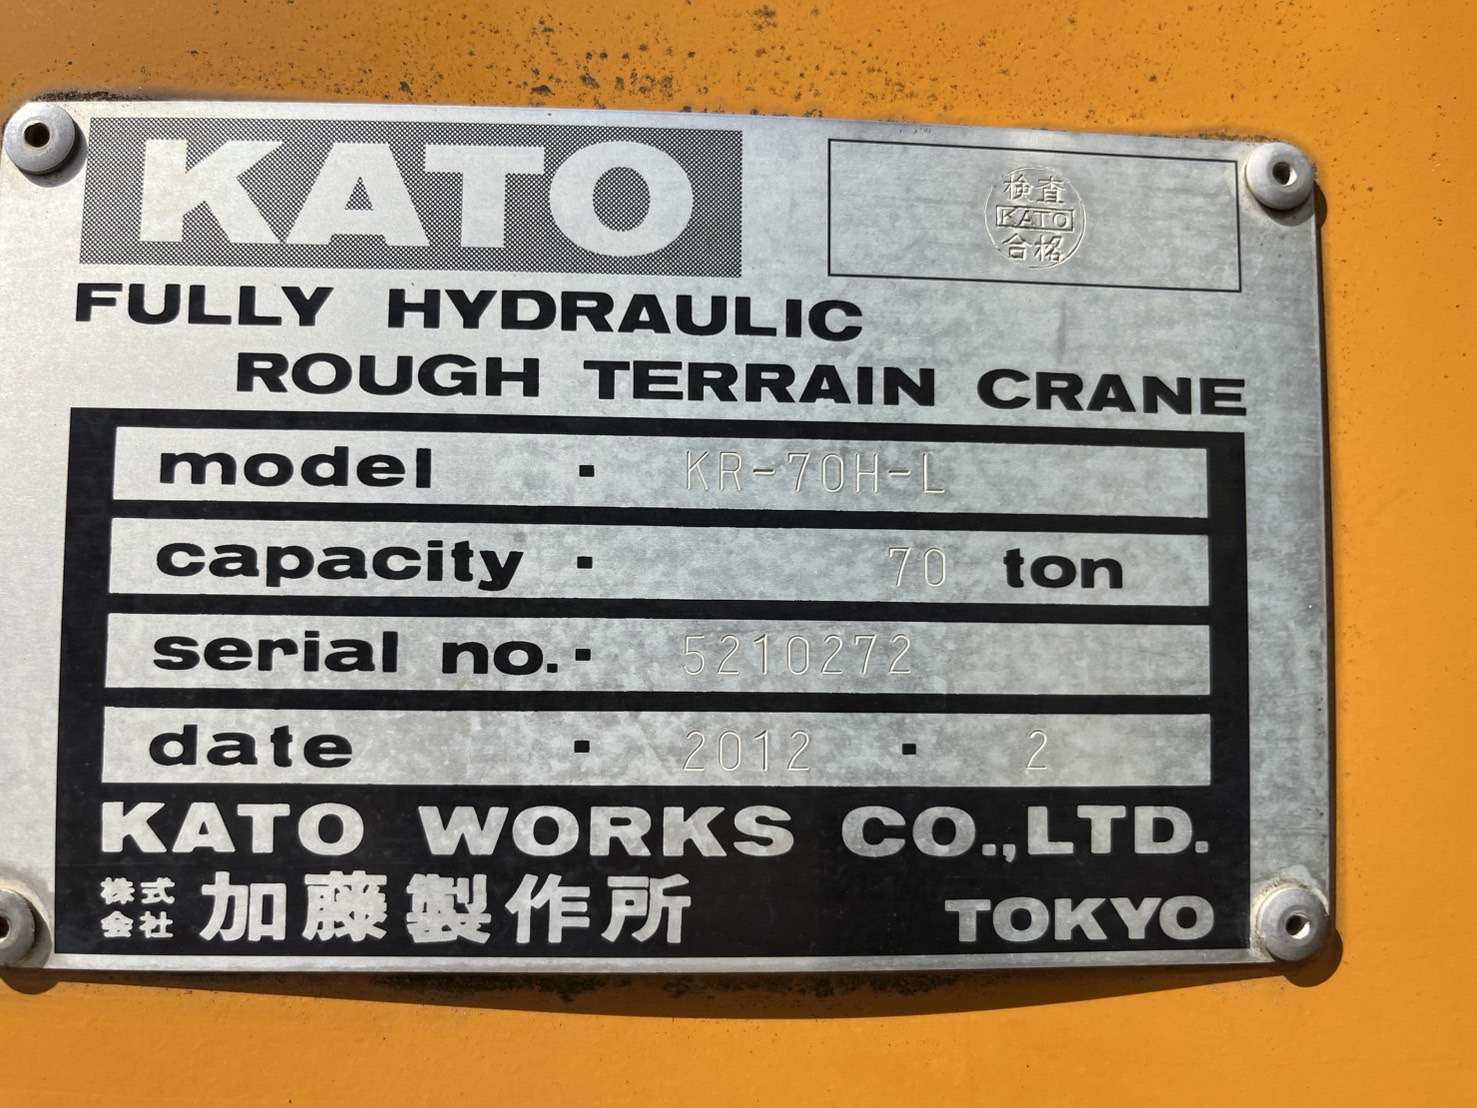 KATO
検査
KATO
合格
FULLY HYDRAULIC
ROUGH TERRAIN CRANE
model · KR-70H-L
capacity · 70 ton
serial no. · 5210272
date · 2012 · 2
KATO WORKS CO.,LTD.
株式会社 加藤製作所 TOKYO